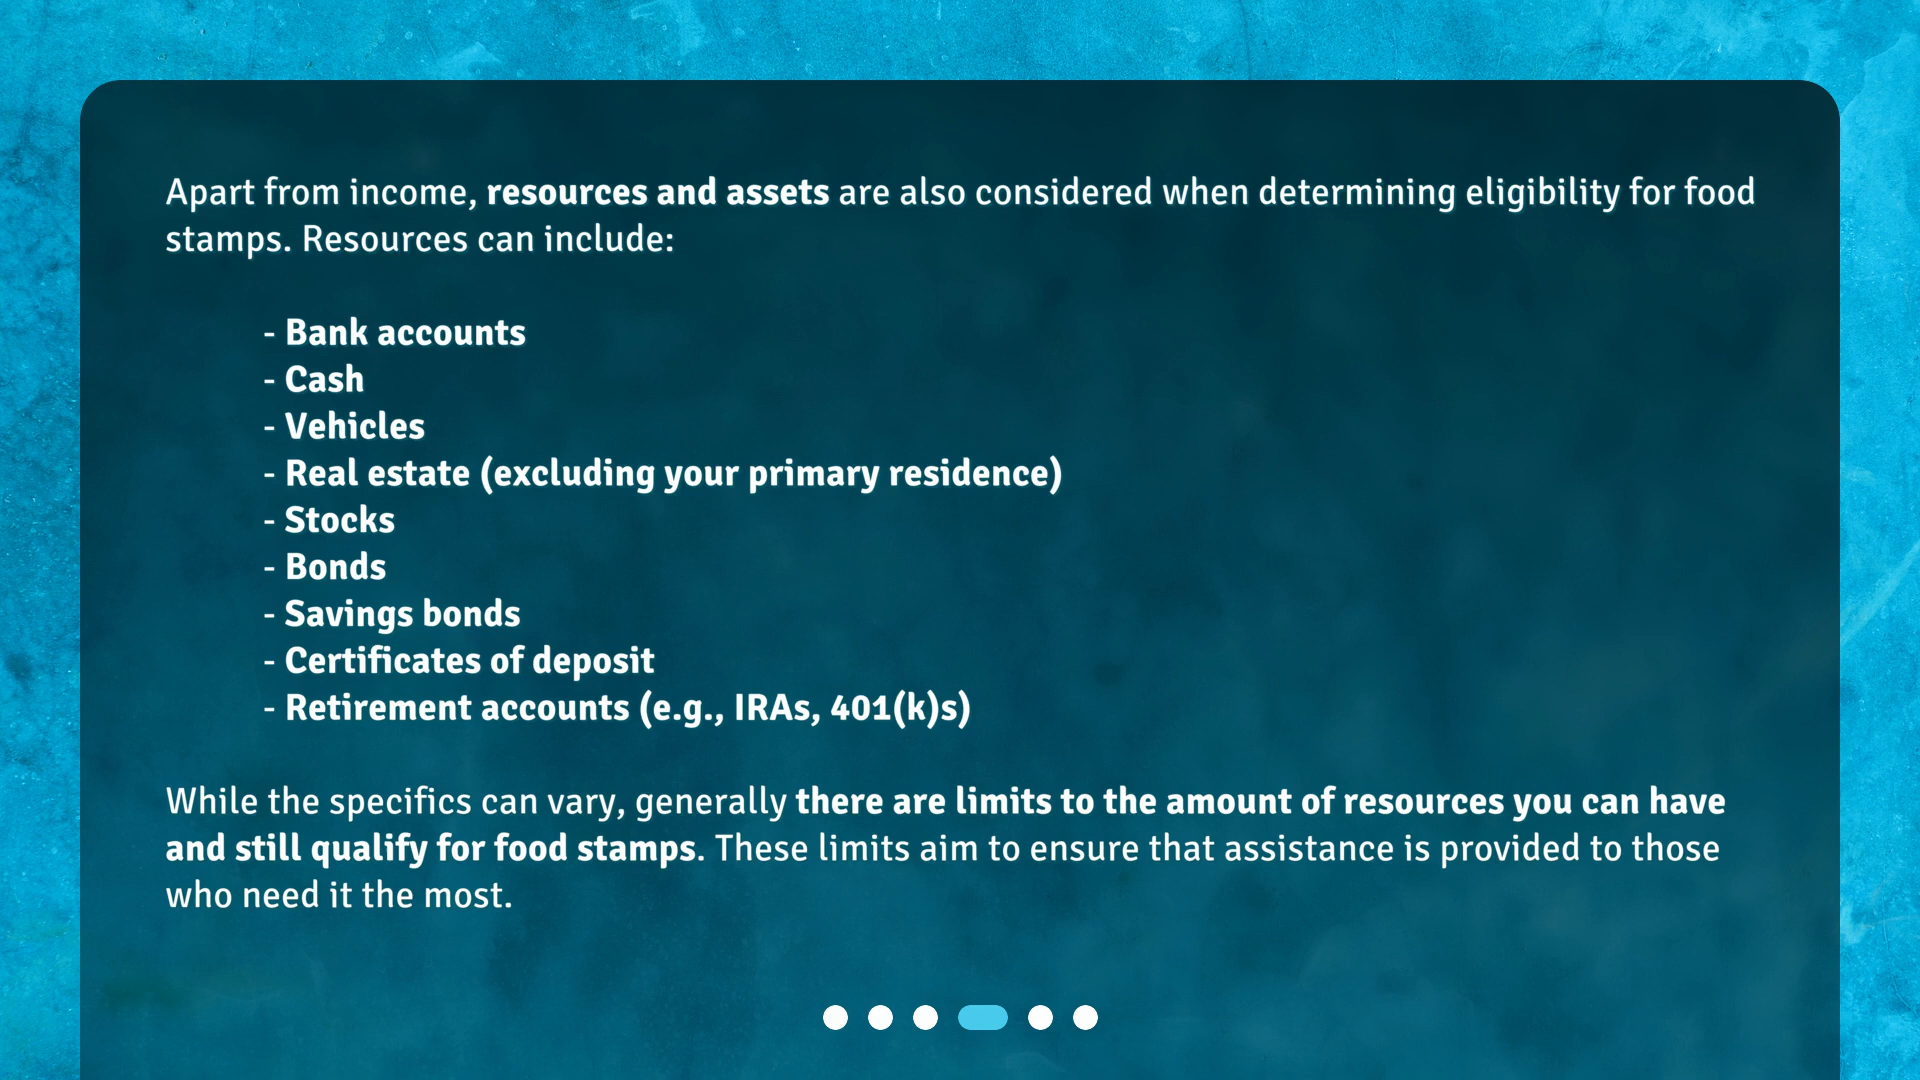 Apart from income, resources and assets are also considered when determining eligibility for food
stamps. Resources can include:
- Bank accounts
- Cash
- Vehicles
- Real estate (excluding your primary residence)
- Stocks
- Bonds
- Savings bonds
- Certificates of deposit
- Retirement accounts (e.g., IRAs, 401(k)s)
While the specifics can vary, generally there are limits to the amount of resources you can have
and still qualify for food stamps. These limits aim to ensure that assistance is provided to those
who need it the most.